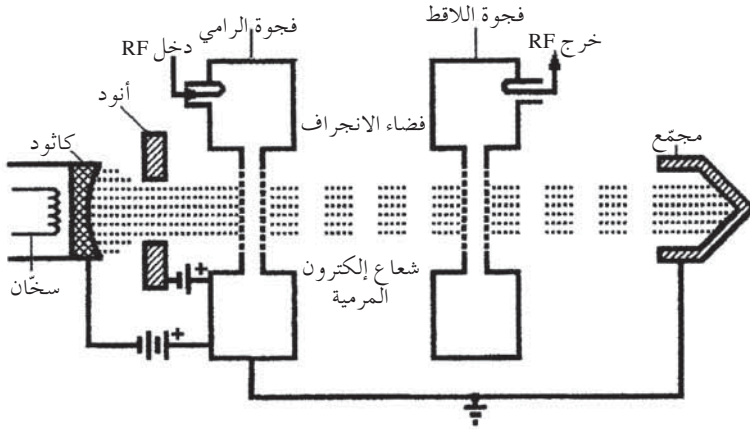 فجوة اللاقط
فجوة الرامي
خرج RF
دخل RF
أنود
فضاء الانجراف
مجمّع
كاثود
شعاع إلكترون
المرمية
سخّان
+
+